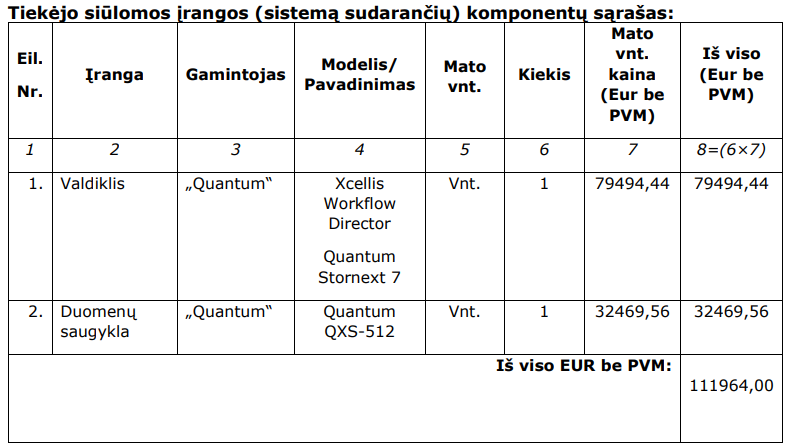 Tiekėjo siūlomos įrangos (sistemą sudarančių) komponentų sąrašas:
Eil. Nr. Įranga Gamintojas Modelis/ Pavadinimas Mato vnt. Kiekis Mato vnt. kaina (Eur be PVM) Iš viso (Eur be PVM)
1 2 3 4 5 6 7 8=(6×7)
1. Valdiklis „Quantum“ Xcellis Vnt. 1 79494,44 79494,44
Workflow
Director
Quantum
Stornext 7
2. Duomenų „Quantum“ Quantum Vnt. 1 32469,56 32469,56
saugykla QXS-512
Iš viso EUR be PVM:
111964,00